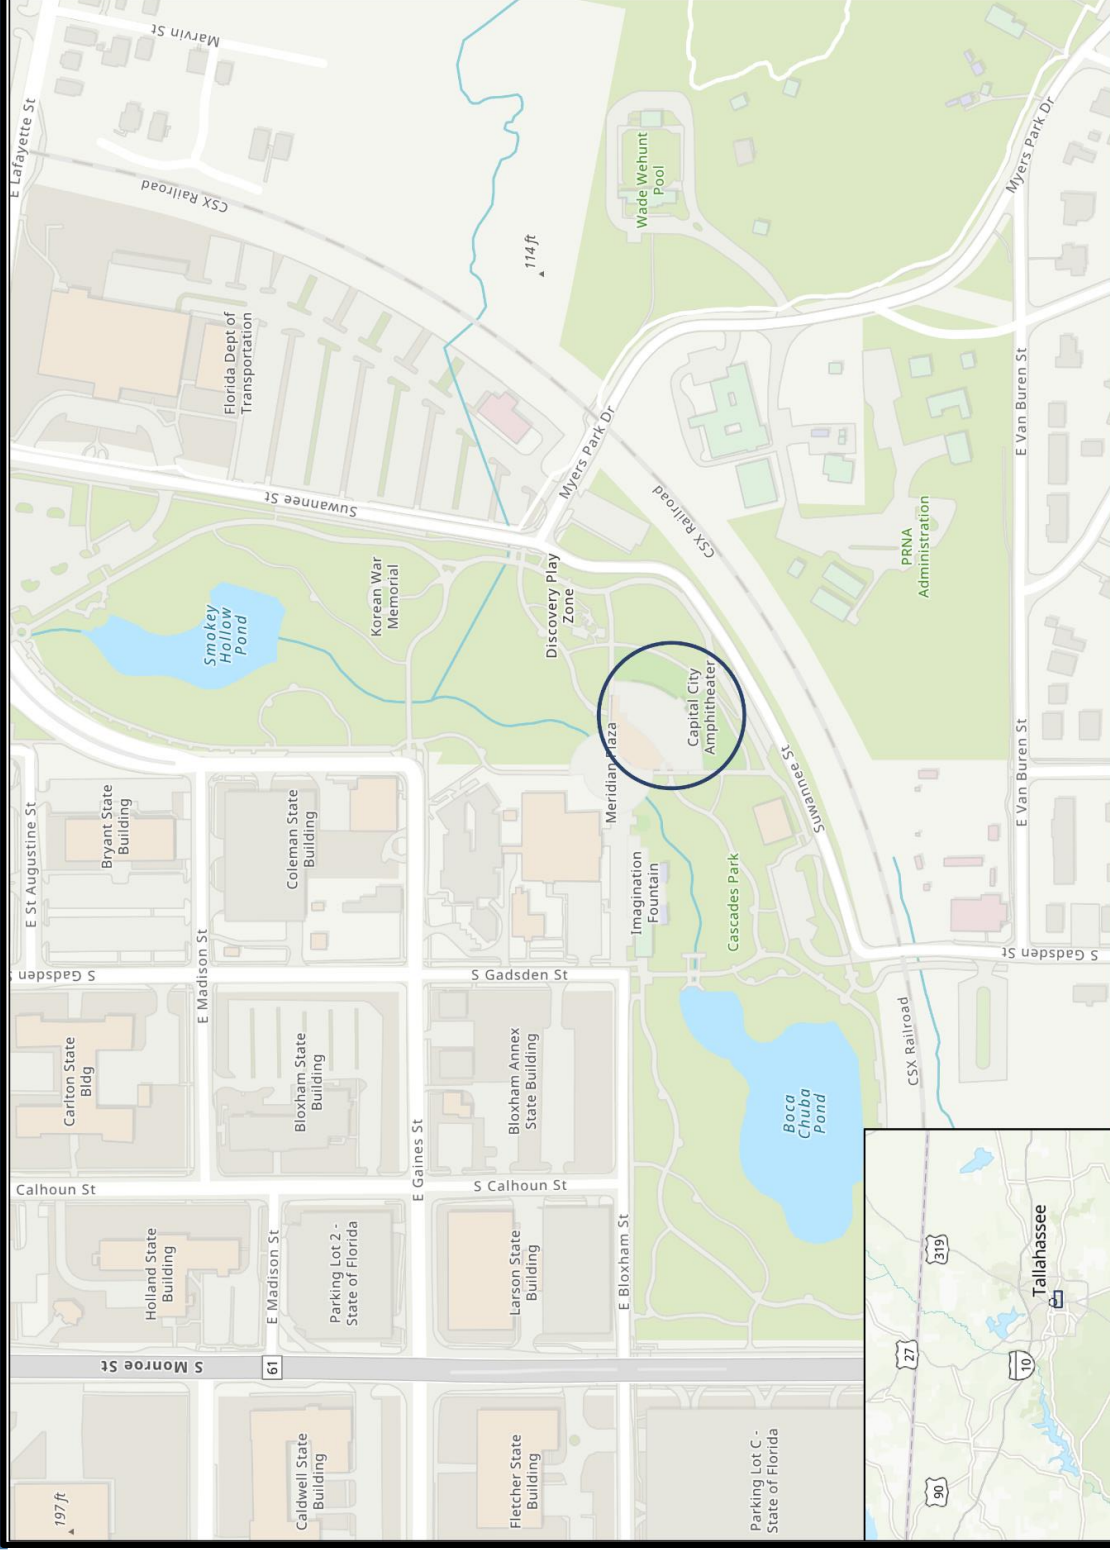 E Lafayette St
Marvin St
CSX Railroad
Florida Dept of
Transportation
Suwannee St
114 ft
Wade Wehunt
Pool
Myers Park Dr
Myers Park Dr
CSX Railroad
E Van Buren St
PRNA
Administration
Smokey
Hollow
Pond
Korean War
Memorial
Discovery Play
Zone
Meridian Plaza
Capital City
Amphitheater
Suwannee St
E Van Buren St
E St Augustine St
Bryant State
Building
Coleman State
Building
Imagination
Fountain
Cascades Park
S Gadsden S
E Madison St
S Gadsden St
S Gadsden St
CSX Railroad
Carlton State
Bldg
Bloxham State
Building
Bloxham Annex
State Building
Boca
Chuba
Pond
E Gaines St
Calhoun St
S Calhoun St
Holland State
Building
E Madison St
Parking Lot 2 -
State of Florida
Larson State
Building
E Bloxham St
S Monroe St
61
197 ft
Caldwell State
Building
Fletcher State
Building
Parking Lot C -
State of Florida
Tallahassee
319
27
10
90